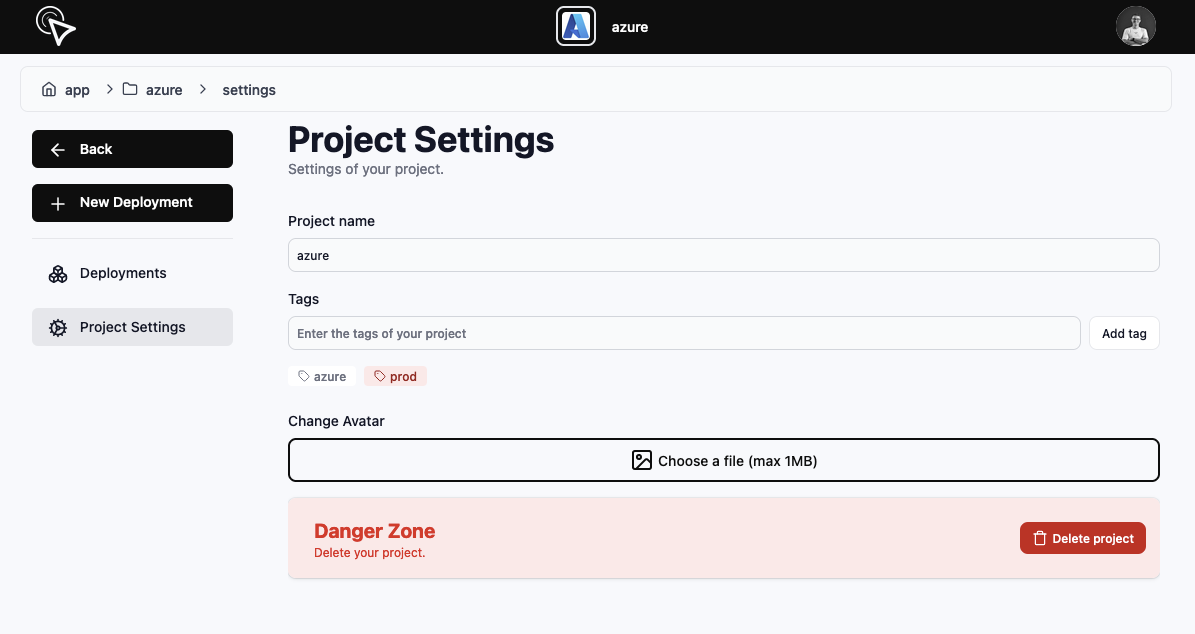 azure
app
azure
settings
Back
New Deployment
Deployments
Project Settings
Project Settings
Settings of your project.
Project name
azure
Tags
Enter the tags of your project
Add tag
azure
prod
Change Avatar
Choose a file (max 1MB)
Danger Zone
Delete your project.
Delete project